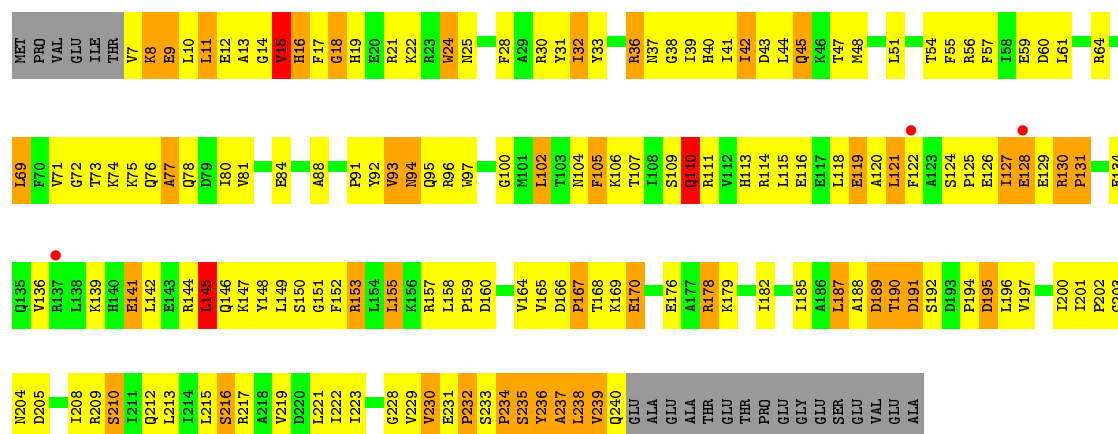 MET PRO VAL GLU ILE THR V7 K8 E9 L10 L11 E12 A13 G14 V15 H16 F17 G18 H19 E20 R21 K22 R23 W24 N25 F28 A29 R30 Y31 I32 Y33 R36 N37 G38 I39 H40 I41 I42 D43 L44 Q45 K46 T47 M48 L51 T54 F55 R56 F57 I58 E59 D60 L61 R64
L69 F70 V71 G72 T73 K74 K75 Q76 A77 Q78 D79 I80 V81 E84 A88 P91 Y92 V93 N94 Q95 R96 W97 G100 M101 L102 T103 N104 F105 K106 T107 I108 S109 Q110 R111 V112 H113 R114 L115 E116 E117 L118 E119 A120 L121 F122 A123 S124 P125 E126 I127 E128 E129 R130 P131
Q135 V136 R137 L138 K139 H140 E141 L142 E143 R144 L145 Q146 K147 Y148 L149 S150 G151 F152 R153 L154 L155 K156 R157 L158 P159 D160 V164 V165 D166 P167 T168 K169 E170 E176 A177 R178 K179 I182 I185 A186 L187 A188 D189 T190 D191 S192 D193 P194 D195 L196 V197 I200 I201 P202
N204 D205 I208 R209 S210 I211 Q212 L213 I214 L215 S216 R217 A218 V219 D220 L221 I222 I223 G228 V229 V230 E231 P232 S233 P234 S235 Y236 A237 L238 V239 Q240 GLU ALA GLU ALA THR GLU THR PRO GLU GLY GLU SER GLU VAL GLU ALA